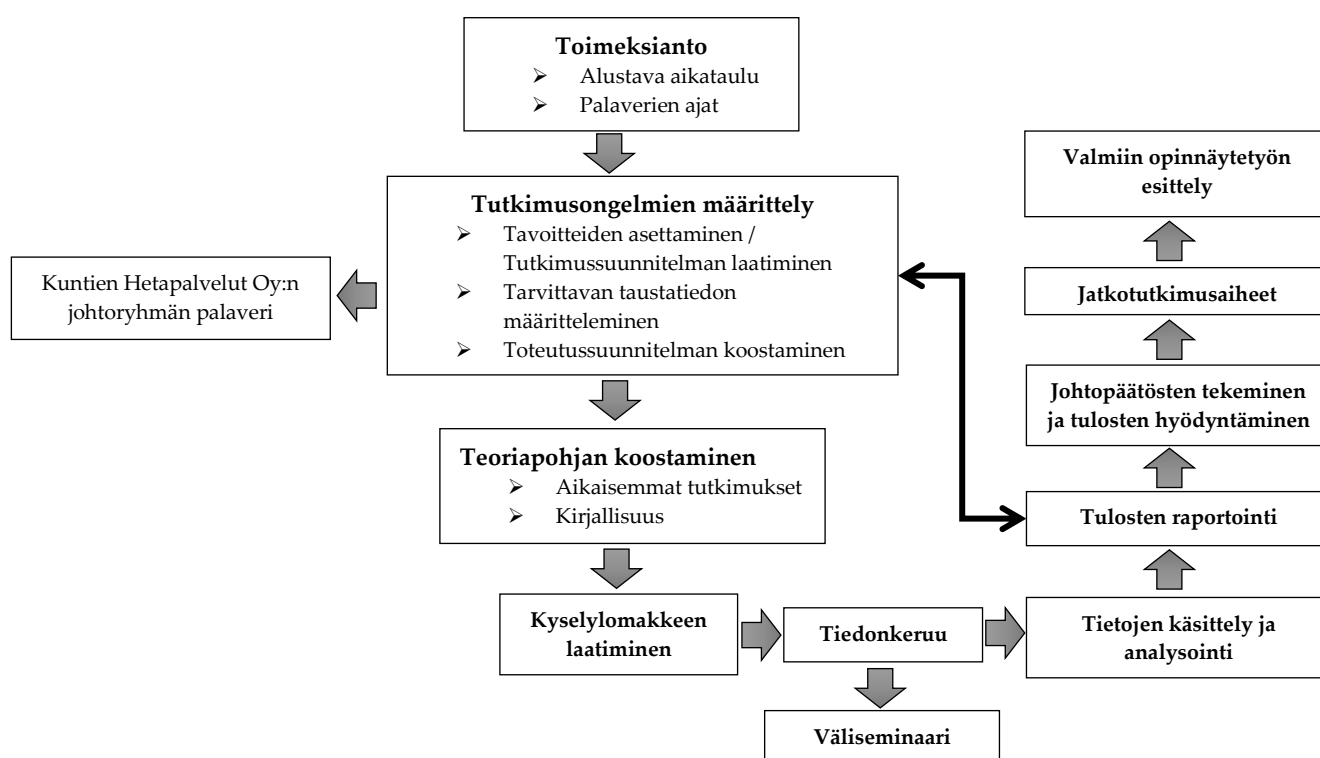 Toimeksianto
➢ Alustava aikataulu
➢ Palaverien ajat
Tutkimusongelmien määrittely
➢ Tavoitteiden asettaminen /
Tutkimussuunnitelman laatiminen
➢ Tarvittavan taustatiedon
määritteleminen
➢ Toteutussuunnitelman koostaminen
Kuntien Hetapalvelut Oy:n
johtoryhmän palaveri
Teoriapohjan koostaminen
➢ Aikaisemmat tutkimukset
➢ Kirjallisuus
Kyselylomakkeen
laatiminen
Tiedonkeruu
Väliseminaari
Tietojen käsittely ja
analysointi
Tulosten raportointi
Johtopäätösten tekeminen
ja tulosten hyödyntäminen
Jatkotutkimusaiheet
Valmiin opinnäytetyön
esittely